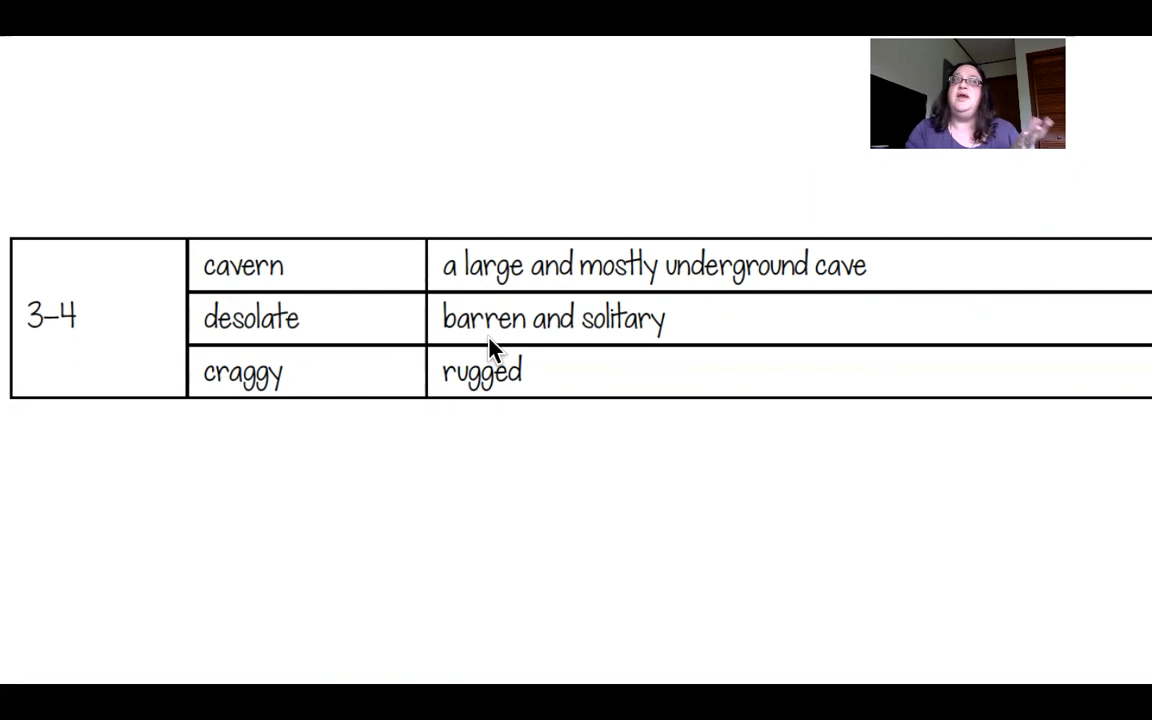 cavern a large and mostly underground cave
3-4 desolate barren and solitary
craggy rugged